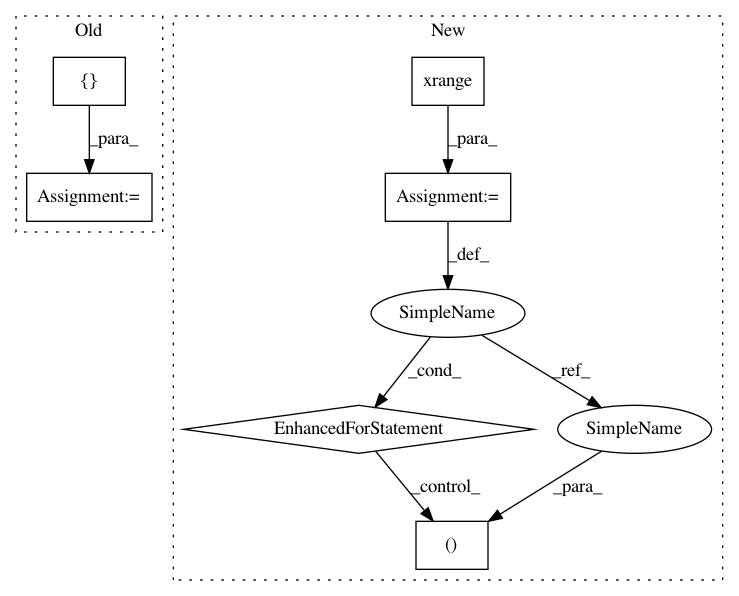 Old
New
{}
xrange
_para_
_para_
Assignment:=
Assignment:=
_def_
SimpleName
_cond_
_ref_
EnhancedForStatement
SimpleName
_control_
_para_
()